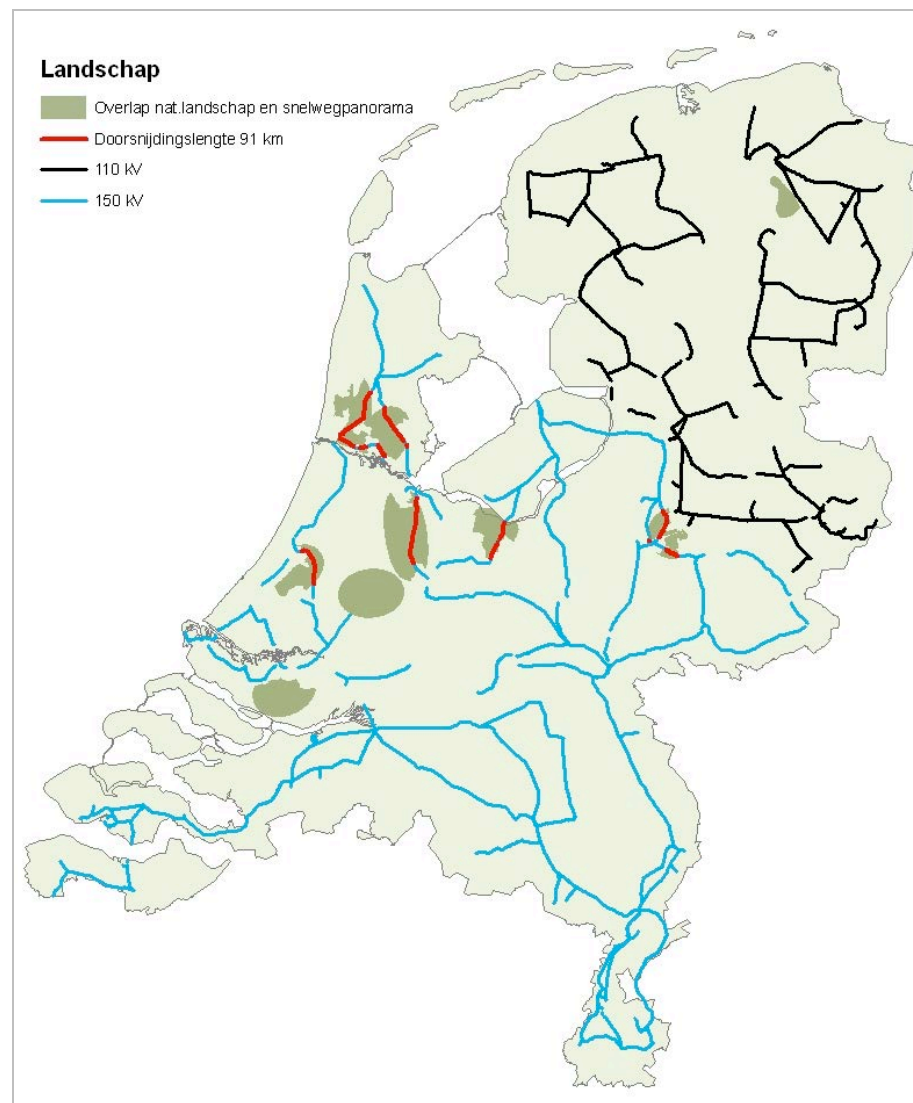 Landschap
Overlap nat.landschap en snelwegpanorama
Doorsnijdingslengte 91 km
110 kV
150 kV